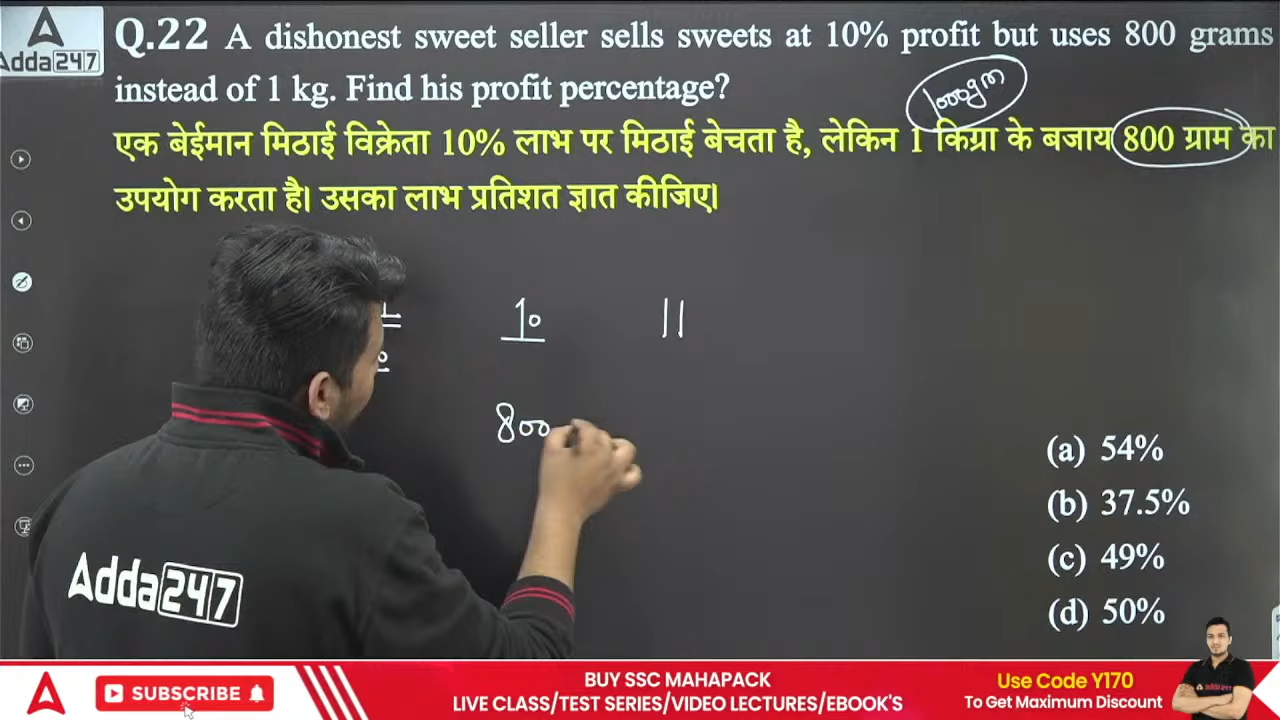 Adda247
Q.22 A dishonest sweet seller sells sweets at 10% profit but uses 800 grams
instead of 1 kg. Find his profit percentage?
1000gm
एक बेईमान मिठाई विक्रेता 10% लाभ पर मिठाई बेचता है, लेकिन 1 किग्रा के बजाय 800 ग्राम का
उपयोग करता है। उसका लाभ प्रतिशत ज्ञात कीजिए।
10 11
800
(a) 54%
(b) 37.5%
(c) 49%
(d) 50%
Adda247
SUBSCRIBE
BUY SSC MAHAPACK
LIVE CLASS/TEST SERIES/VIDEO LECTURES/EBOOK'S
Use Code Y170
To Get Maximum Discount